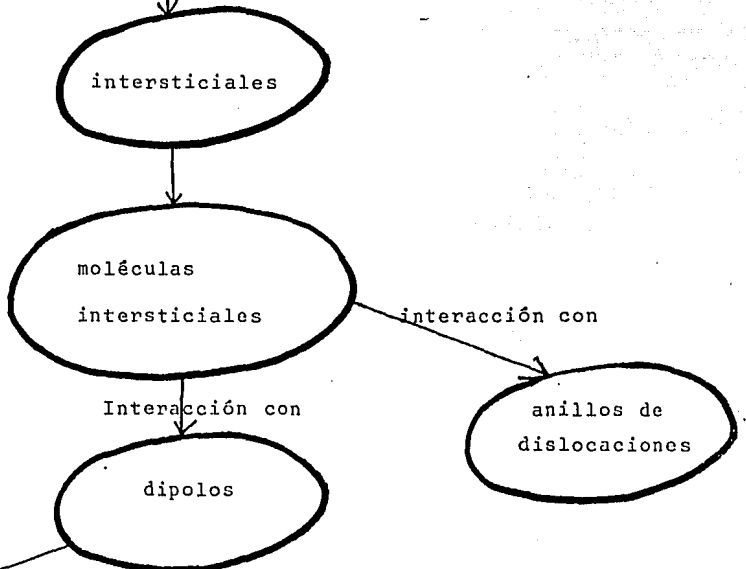 intersticiales
moléculas
intersticiales
interacción con
Interacción con
anillos de
dislocaciones
dipolos